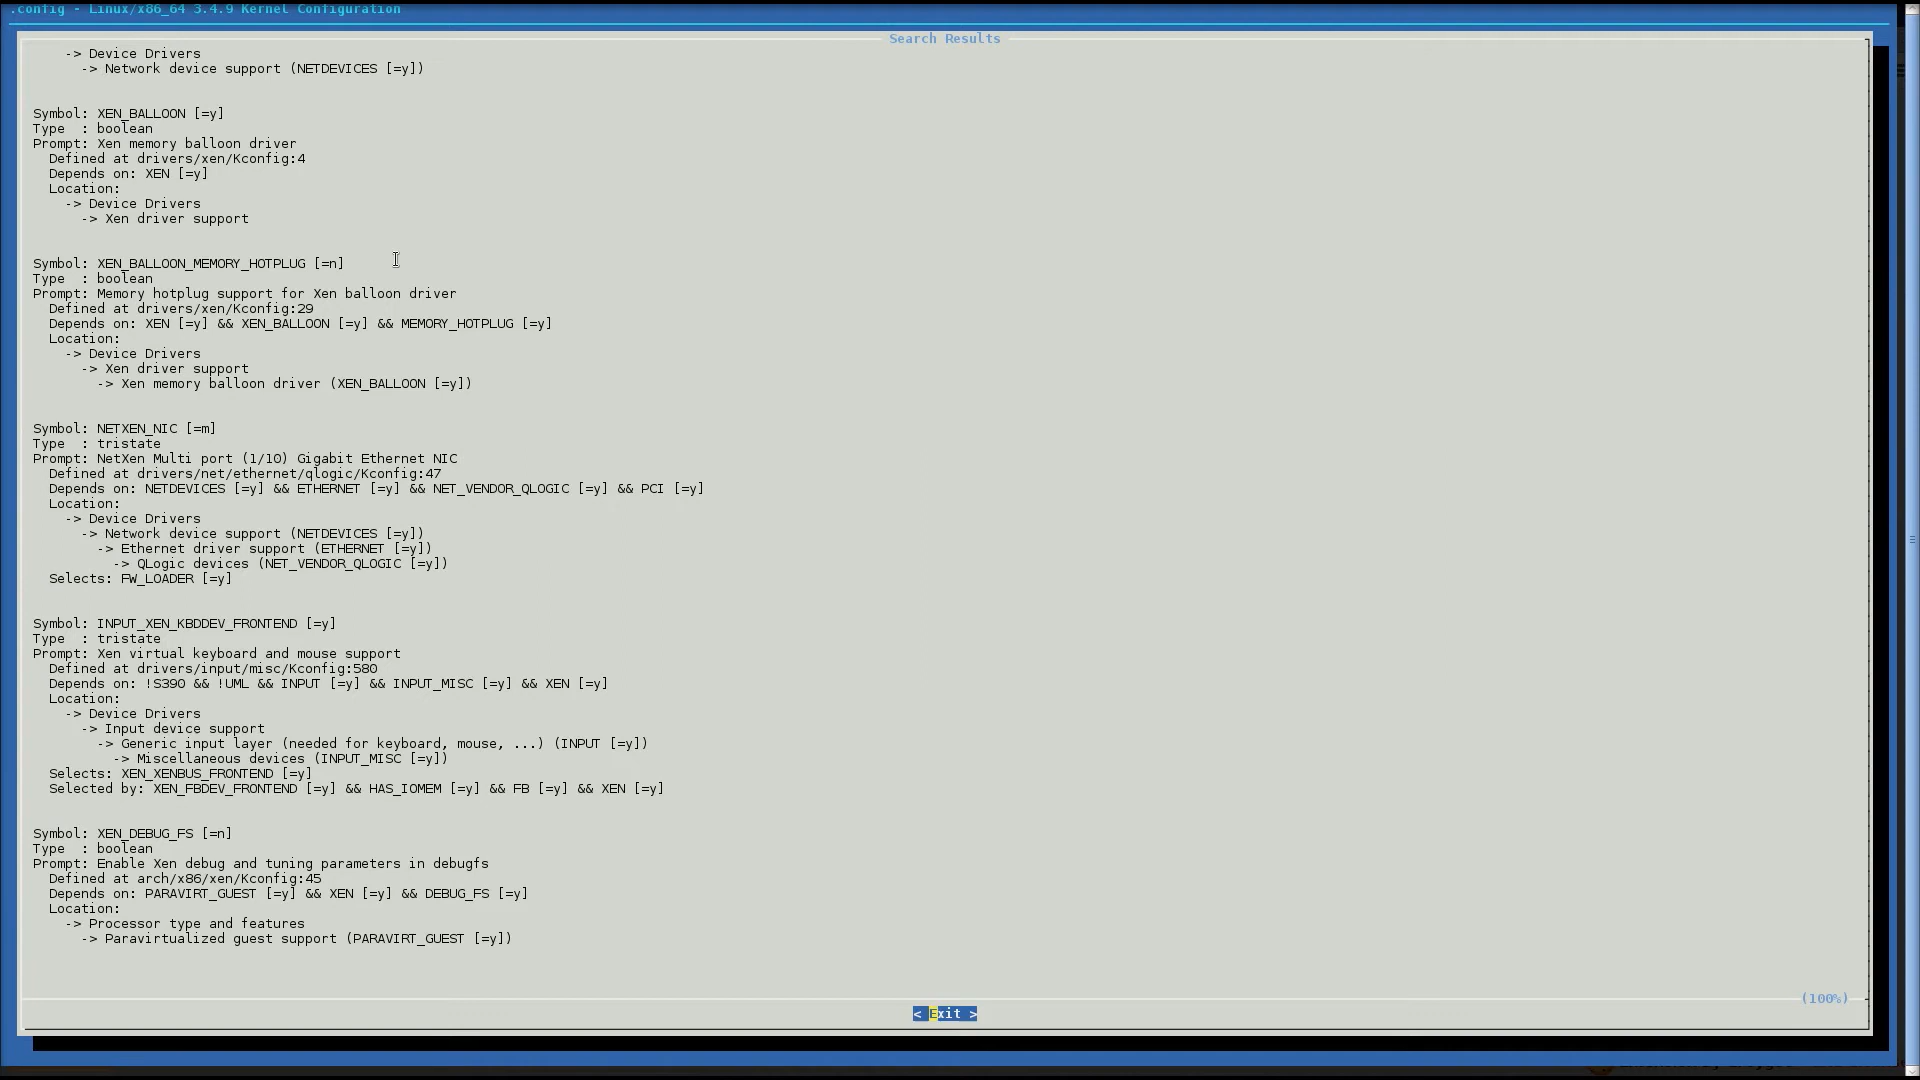 .config - Linux/x86_64 3.4.9 Kernel Configuration
Search Results
-> Device Drivers
-> Network device support (NETDEVICES [=y])
Symbol: XEN_BALLOON [=y]
Type  : boolean
Prompt: Xen memory balloon driver
Defined at drivers/xen/Kconfig:4
Depends on: XEN [=y]
Location:
-> Device Drivers
-> Xen driver support
Symbol: XEN_BALLOON_MEMORY_HOTPLUG [=n]
Type  : boolean
Prompt: Memory hotplug support for Xen balloon driver
Defined at drivers/xen/Kconfig:29
Depends on: XEN [=y] && XEN_BALLOON [=y] && MEMORY_HOTPLUG [=y]
Location:
-> Device Drivers
-> Xen driver support
-> Xen memory balloon driver (XEN_BALLOON [=y])
Symbol: NETXEN_NIC [=m]
Type  : tristate
Prompt: NetXen Multi port (1/10) Gigabit Ethernet NIC
Defined at drivers/net/ethernet/qlogic/Kconfig:47
Depends on: NETDEVICES [=y] && ETHERNET [=y] && NET_VENDOR_QLOGIC [=y] && PCI [=y]
Location:
-> Device Drivers
-> Network device support (NETDEVICES [=y])
-> Ethernet driver support (ETHERNET [=y])
-> QLogic devices (NET_VENDOR_QLOGIC [=y])
Selects: FW_LOADER [=y]
Symbol: INPUT_XEN_KBDDEV_FRONTEND [=y]
Type  : tristate
Prompt: Xen virtual keyboard and mouse support
Defined at drivers/input/misc/Kconfig:580
Depends on: !S390 && !UML && INPUT [=y] && INPUT_MISC [=y] && XEN [=y]
Location:
-> Device Drivers
-> Input device support
-> Generic input layer (needed for keyboard, mouse, ...) (INPUT [=y])
-> Miscellaneous devices (INPUT_MISC [=y])
Selects: XEN_XENBUS_FRONTEND [=y]
Selected by: XEN_FBDEV_FRONTEND [=y] && HAS_IOMEM [=y] && FB [=y] && XEN [=y]
Symbol: XEN_DEBUG_FS [=n]
Type  : boolean
Prompt: Enable Xen debug and tuning parameters in debugfs
Defined at arch/x86/xen/Kconfig:45
Depends on: PARAVIRT_GUEST [=y] && XEN [=y] && DEBUG_FS [=y]
Location:
-> Processor type and features
-> Paravirtualized guest support (PARAVIRT_GUEST [=y])
(100%)
< Exit >